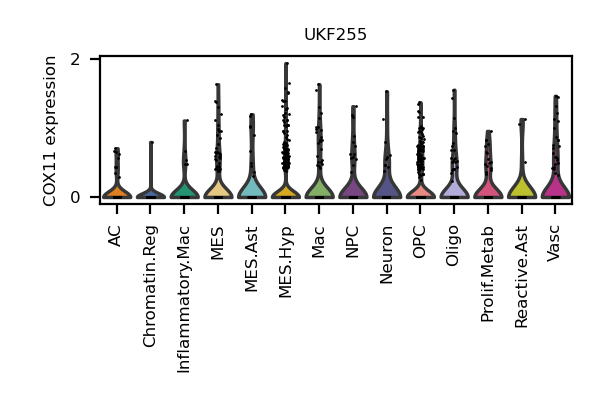 UKF255
COX11 expression
2
0
AC
Chromatin.Reg
Inflammatory.Mac
MES
MES.Ast
MES.Hyp
Mac
NPC
Neuron
OPC
Oligo
Prolif.Metab
Reactive.Ast
Vasc